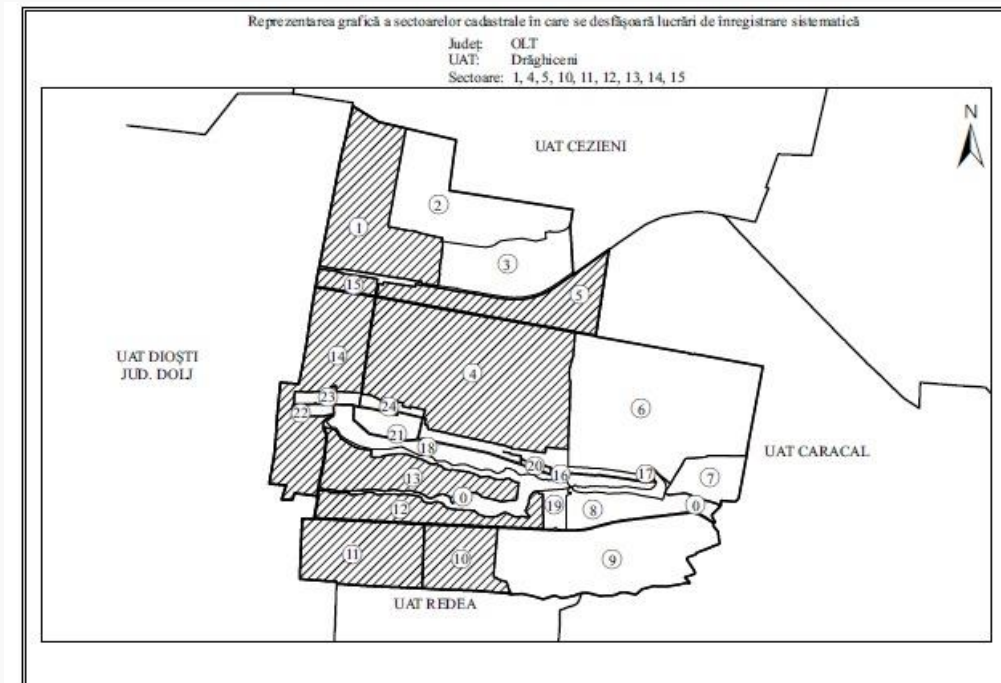 Reprezentarea grafică a sectoarelor cadastrale în care se desfășoară lucrări de înregistrare sistematică
Județ: OLT
UAT: Drăghiceni
Sectoare: 1, 4, 5, 10, 11, 12, 13, 14, 15
N
UAT CEZIENI
2
1
3
15
5
UAT DIOȘTI
JUD. DOLJ
14
4
23
24
6
22
21
18
UAT CARACAL
20
16
17
7
13
0
19
8
0
12
11
10
9
UAT REDEA